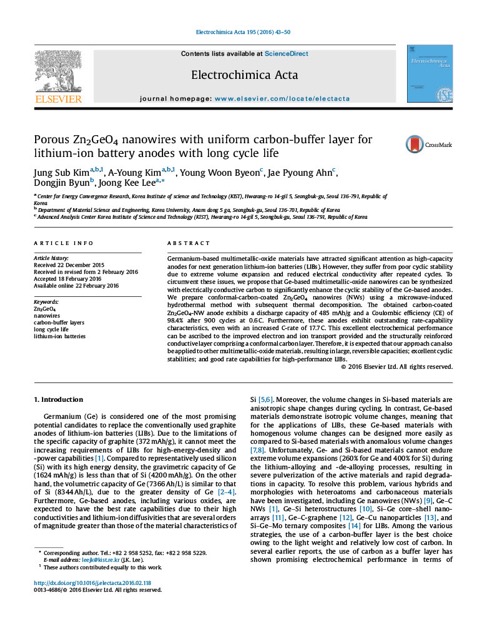 Electrochimica Acta 195 (2016) 43–50
Contents lists available at ScienceDirect
Electrochimica Acta
journal homepage: www.elsevier.com/locate/electacta
ELSEVIER
Porous Zn2GeO4 nanowires with uniform carbon-buffer layer for
lithium-ion battery anodes with long cycle life
CrossMark
Jung Sub Kim a,b,1, A-Young Kim a,b,1, Young Woon Byeon c, Jae Pyoung Ahn c,
Dongjin Byun b, Joong Kee Lee a,*
a Center for Energy Convergence Research, Korea Institute of Science and Technology (KIST), Hwarang-ro 14-gil 5, Seongbuk-gu, Seoul 136-791, Republic of
Korea
b Department of Material Science and Engineering, Korea University, Anam dong 5 ga, Seongbuk-gu, Seoul 136-701, Republic of Korea
c Advanced Analysis Center Korea Institute of Science and Technology (KIST), Hwarang-ro 14-gil 5, Seongbuk-gu, Seoul 136-791, Republic of Korea
ARTICLE INFO
Article history:
Received 22 December 2015
Received in revised form 2 February 2016
Accepted 18 February 2016
Available online 22 February 2016
Keywords:
Zn2GeO4
nanowires
carbon-buffer layers
long cycle life
lithium-ion batteries
ABSTRACT
Germanium-based multimetallic-oxide materials have attracted significant attention as high-capacity
anodes for next generation lithium-ion batteries (LIBs). However, they suffer from poor cyclic stability
due to extreme volume expansion and reduced electrical conductivity after repeated cycles. To
circumvent these issues, we propose that Ge-based multimetallic-oxide nanowires can be synthesized
with electrically conductive carbon to significantly enhance the cyclic stability of the Ge-based anodes.
We prepare conformal-carbon-coated Zn2GeO4 nanowires (NWs) using a microwave-induced
hydrothermal method with subsequent thermal decomposition. The obtained carbon-coated
Zn2GeO4-NW anode exhibits a discharge capacity of 485 mAh/g and a Coulombic efficiency (CE) of
98.4% after 900 cycles at 0.6 C. Furthermore, these anodes exhibit outstanding rate-capability
characteristics, even with an increased C-rate of 17.7 C. This excellent electrochemical performance
can be ascribed to the improved electron and ion transport provided and the structurally reinforced
conductive layer comprising a conformal carbon layer. Therefore, it is expected that our approach can also
be applied to other multimetallic-oxide materials, resulting in large, reversible capacities; excellent cyclic
stabilities; and good rate capabilities for high-performance LIBs.
© 2016 Elsevier Ltd. All rights reserved.
1. Introduction
Germanium (Ge) is considered one of the most promising
potential candidates to replace the conventionally used graphite
anodes of lithium-ion batteries (LIBs). Due to the limitations of
the specific capacity of graphite (372 mAh/g), it cannot meet the
increasing requirements of LIBs for high-energy-density and
-power capabilities [1]. Compared to representatively used silicon
(Si) with its high energy density, the gravimetric capacity of Ge
(1624 mAh/g) is less than that of Si (4200 mAh/g). On the other
hand, the volumetric capacity of Ge (7366 Ah/L) is similar to that
of Si (8344 Ah/L), due to the greater density of Ge [2–4].
Furthermore, Ge-based anodes, including various oxides, are
expected to have the best rate capabilities due to their high
conductivities and lithium-ion diffusivities that are several orders
of magnitude greater than those of the material characteristics of
Si [5,6]. Moreover, the volume changes in Si-based materials are
anisotropic shape changes during cycling. In contrast, Ge-based
materials demonstrate isotropic volume changes, meaning that
for the applications of LIBs, these Ge-based materials with
homogenous volume changes can be designed more easily as
compared to Si-based materials with anomalous volume changes
[7,8]. Unfortunately, Ge- and Si-based materials cannot endure
extreme volume expansions (260% for Ge and 400% for Si) during
the lithium-alloying and -de-alloying processes, resulting in
severe pulverization of the active materials and rapid degrada-
tions in capacity. To resolve this problem, various hybrids and
morphologies with heteroatoms and carbonaceous materials
have been investigated, including Ge nanowires (NWs) [9], Ge–C
NWs [1], Ge–Si heterostructures [10], Si–Ge core–shell nano-
arrays [11], Ge–C–graphene [12], Ge–Cu nanoparticles [13], and
Si–Ge–Mo ternary composites [14] for LIBs. Among the various
strategies, the use of a carbon-buffer layer is the best choice
owing to the light weight and relatively low cost of carbon. In
several earlier reports, the use of carbon as a buffer layer has
shown promising electrochemical performance in terms of
* Corresponding author. Tel.: +82 2 958 5252, fax: +82 2 958 5229.
E-mail address: leejk@kist.re.kr (J.K. Lee).
1 These authors contributed equally to this work.
http://dx.doi.org/10.1016/j.electacta.2016.02.118
0013-4686/© 2016 Elsevier Ltd. All rights reserved.